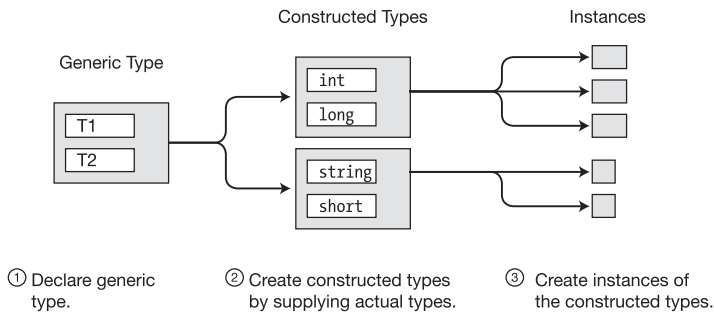 Constructed Types
Instances
Generic Type
T1
T2
int
long
string
short
① Declare generic
type.
② Create constructed types
by supplying actual types.
③ Create instances of
the constructed types.